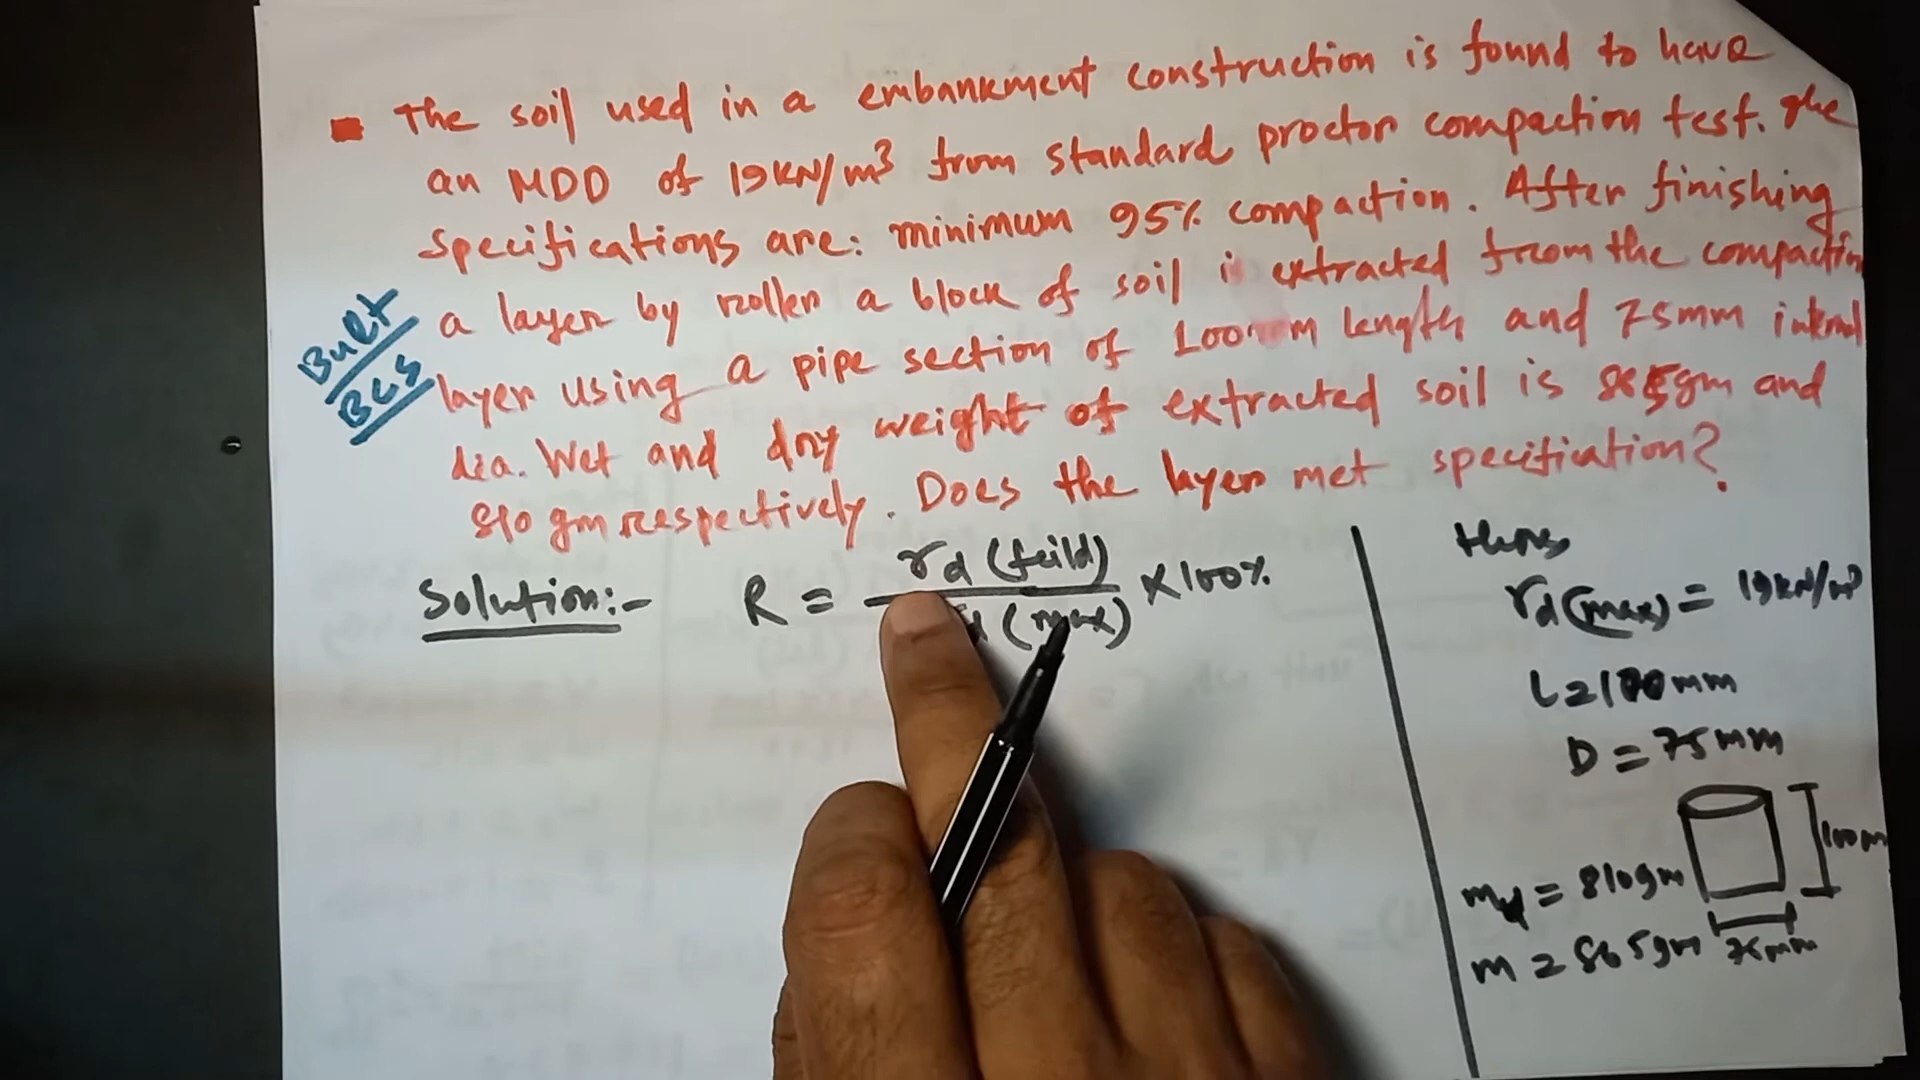 The soil used in a embankment construction is found to have
an MDD of 19KN/m³ from standard proctor compaction test. The
specifications are: minimum 95% compaction. After finishing
a layer by roller a block of soil is extracted from the compaction
layer using a pipe section of 100mm length and 75mm internal
dia. Wet and dry weight of extracted soil is 865gm and
810 gm respectively. Does the layer met specification?
Buet
BCS
Solution:-
R = γd (feild) / (max) × 100%
γd(max) = 19KN/m³
L = 100mm
D = 75mm
100m
md = 810gm
m = 865gm
75mm